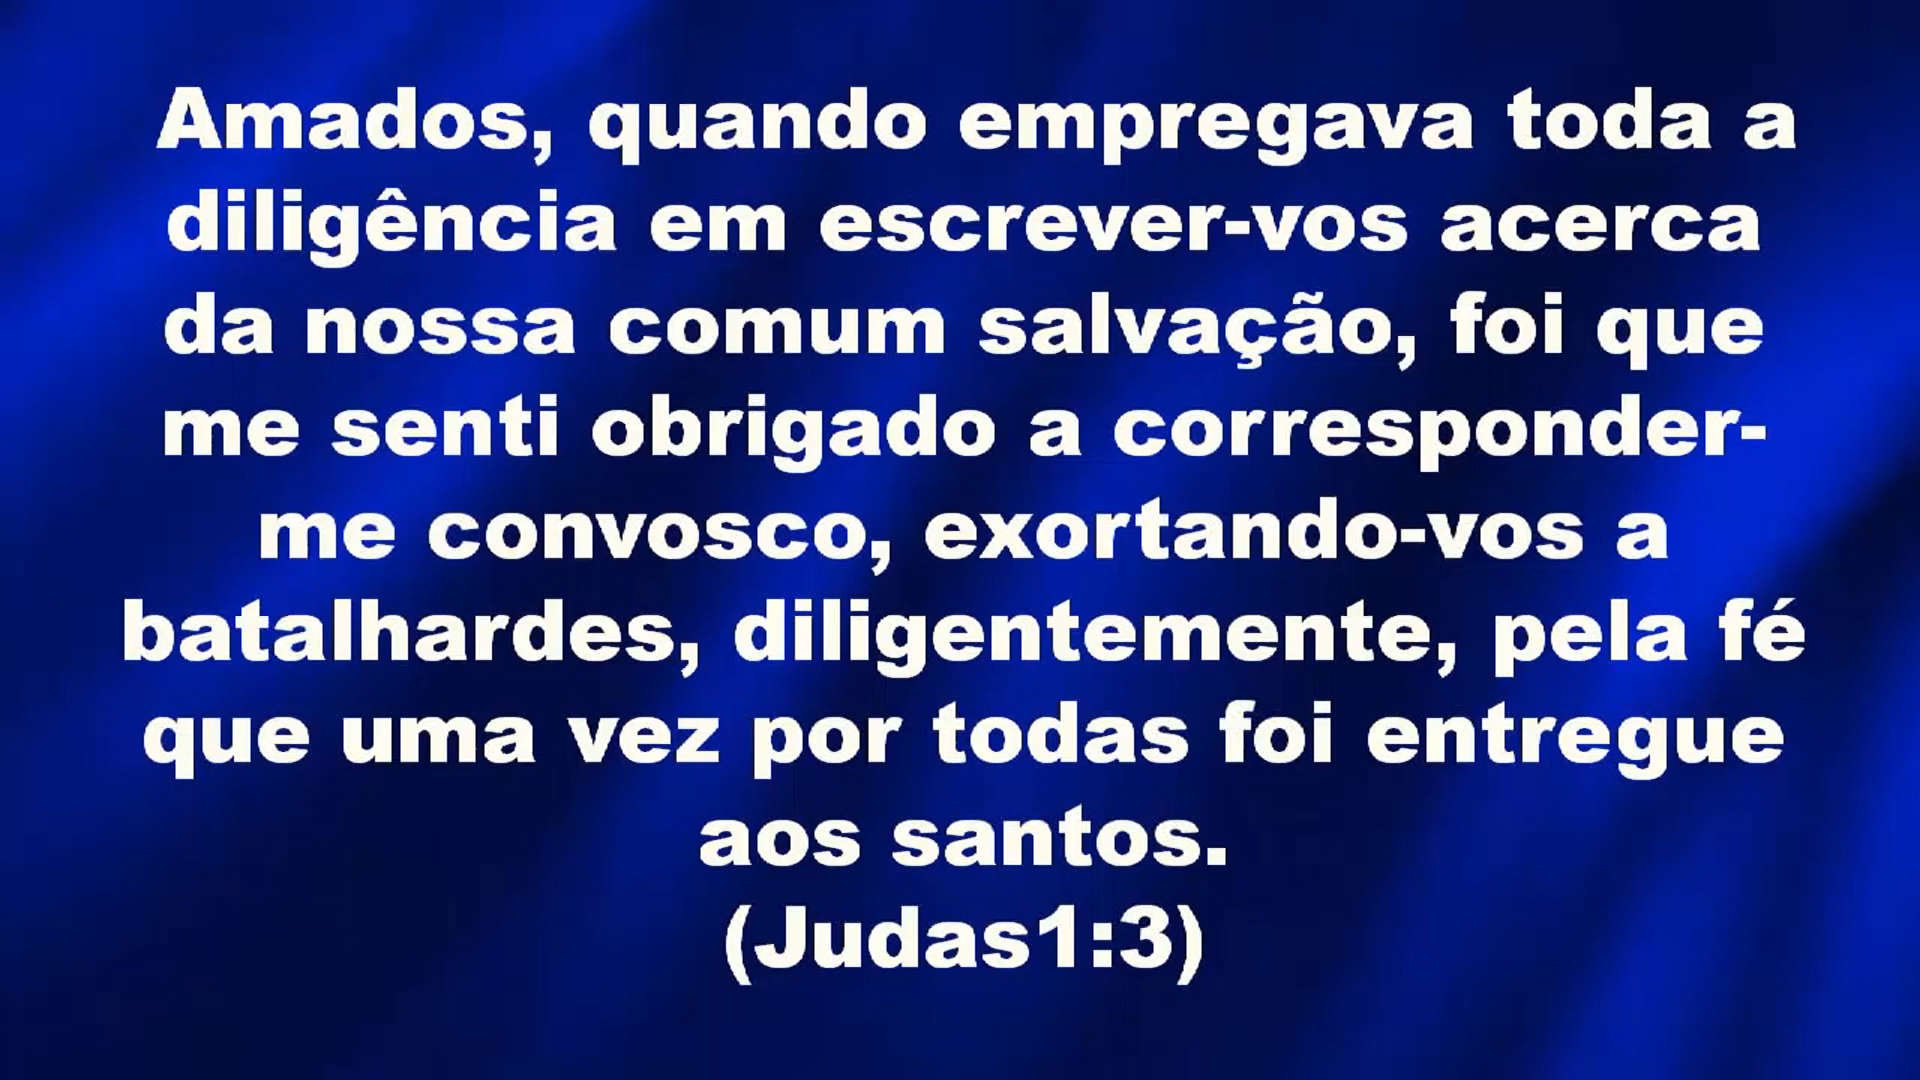 Amados, quando empregava toda a
diligência em escrever-vos acerca
da nossa comum salvação, foi que
me senti obrigado a corresponder-
me convosco, exortando-vos a
batalhardes, diligentemente, pela fé
que uma vez por todas foi entregue
aos santos.
(Judas1:3)